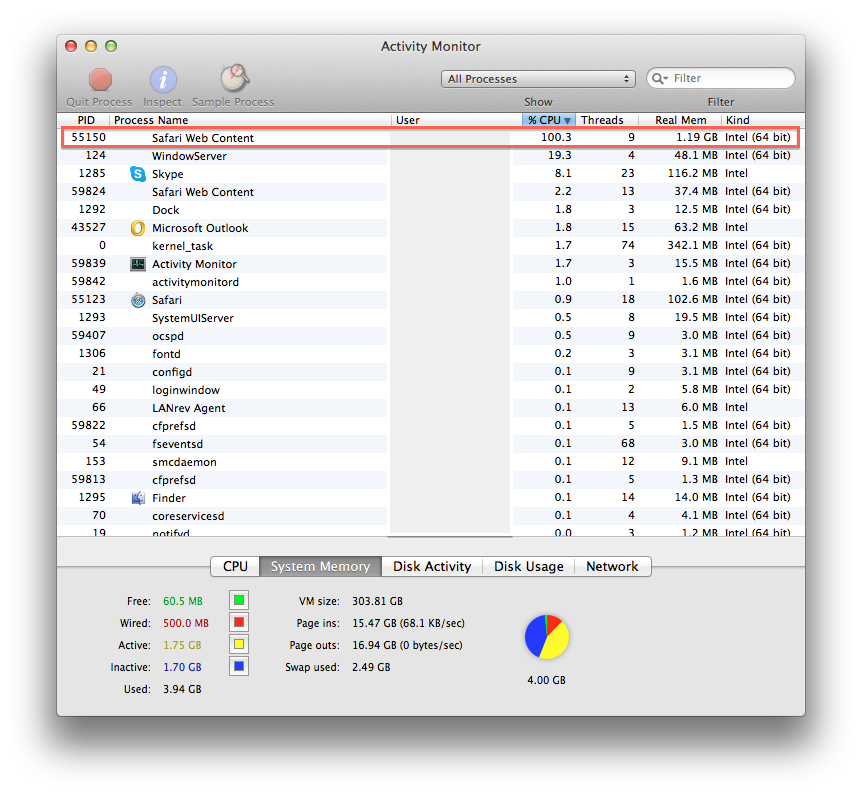 Activity Monitor
Quit Process Inspect Sample Process All Processes Filter
Show Filter
PID Process Name User % CPU Threads Real Mem Kind
55150 Safari Web Content 100.3 9 1.19 GB Intel (64 bit)
124 WindowServer 19.3 4 48.1 MB Intel (64 bit)
1285 Skype 8.1 23 116.2 MB Intel
59824 Safari Web Content 2.2 13 37.4 MB Intel (64 bit)
1292 Dock 1.8 3 12.5 MB Intel (64 bit)
43527 Microsoft Outlook 1.8 15 63.2 MB Intel
0 kernel_task 1.7 74 342.1 MB Intel (64 bit)
59839 Activity Monitor 1.7 3 15.5 MB Intel (64 bit)
59842 activitymonitord 1.0 1 1.6 MB Intel (64 bit)
55123 Safari 0.9 18 102.6 MB Intel (64 bit)
1293 SystemUIServer 0.5 8 19.5 MB Intel (64 bit)
59407 ocspd 0.5 9 3.0 MB Intel (64 bit)
1306 fontd 0.2 3 3.1 MB Intel (64 bit)
21 configd 0.1 9 3.1 MB Intel (64 bit)
49 loginwindow 0.1 2 5.8 MB Intel (64 bit)
66 LANrev Agent 0.1 13 6.0 MB Intel
59822 cfprefsd 0.1 5 1.5 MB Intel (64 bit)
54 fseventsd 0.1 68 3.0 MB Intel (64 bit)
153 smcdaemon 0.1 12 9.1 MB Intel
59813 cfprefsd 0.1 5 1.3 MB Intel (64 bit)
1295 Finder 0.1 14 14.0 MB Intel (64 bit)
70 coreservicesd 0.1 4 4.1 MB Intel (64 bit)
19 notifyd 0.0 3 1.2 MB Intel (64 bit)
CPU System Memory Disk Activity Disk Usage Network
Free: 60.5 MB VM size: 303.81 GB
Wired: 500.0 MB Page ins: 15.47 GB (68.1 KB/sec)
Active: 1.75 GB Page outs: 16.94 GB (0 bytes/sec)
Inactive: 1.70 GB Swap used: 2.49 GB
Used: 3.94 GB
4.00 GB